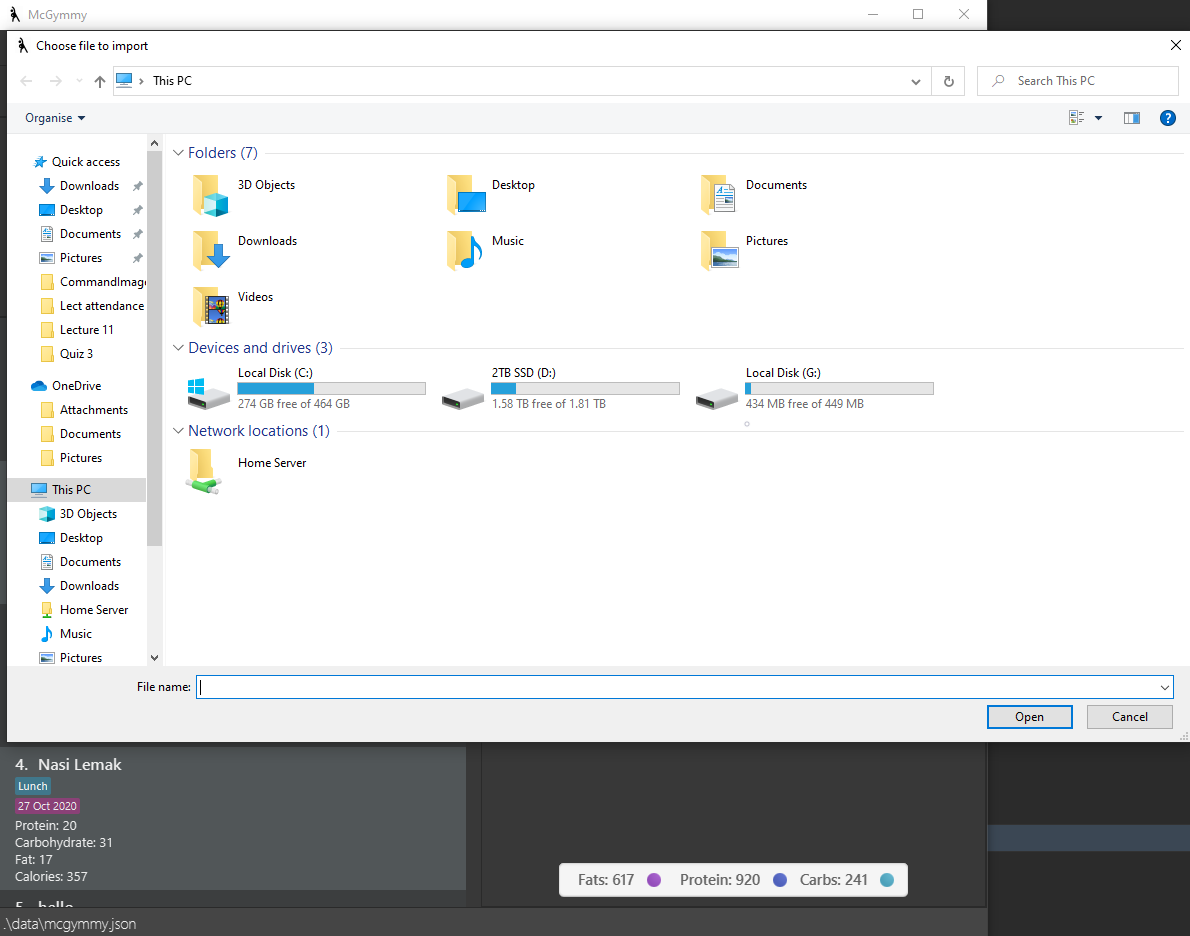 McGymmy
Choose file to import
This PC
Search This PC
Organise
Quick access
Downloads
Desktop
Documents
Pictures
CommandImag
Lect attendance
Lecture 11
Quiz 3
OneDrive
Attachments
Documents
Pictures
This PC
3D Objects
Desktop
Documents
Downloads
Home Server
Music
Pictures
Folders (7)
3D Objects
Desktop
Documents
Downloads
Music
Pictures
Videos
Devices and drives (3)
Local Disk (C:)
274 GB free of 464 GB
2TB SSD (D:)
1.58 TB free of 1.81 TB
Local Disk (G:)
434 MB free of 449 MB
Network locations (1)
Home Server
File name:
Open Cancel
4. Nasi Lemak
Lunch
27 Oct 2020
Protein: 20
Carbohydrate: 31
Fat: 17
Calories: 357
5. hello
Fats: 617 Protein: 920 Carbs: 241
.\data\mcgymmy.json